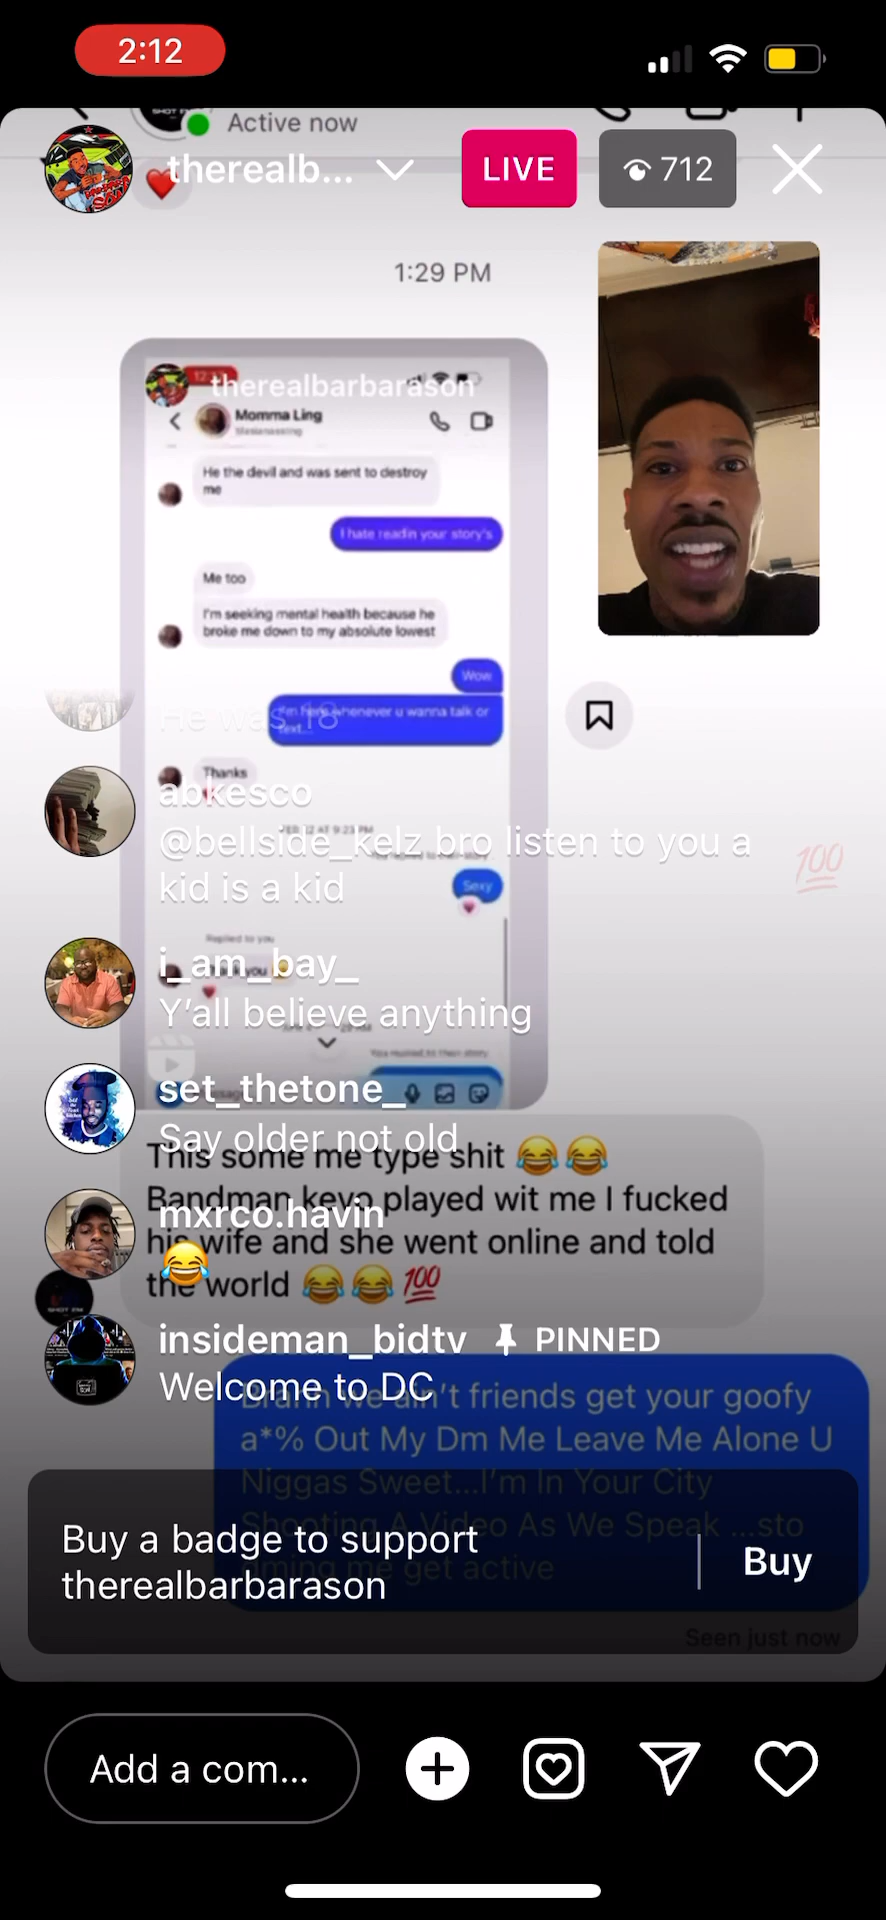 2:12
Active now
therealb...
LIVE
712
1:29 PM
therealbarbarason
Momma Ling
He the devil and was sent to destroy
me
I hate readin your story's
Me too
I'm seeking mental health because he
broke me down to my absolute lowest
Wow
I'm here whenever u wanna talk or
text...
He was 18
Thanks
abkesco
@bellside_kelz bro listen to you a
kid is a kid
Sexy
Replied to you
i_am_bay_
Y'all believe anything
set_thetone_
Say older not old
This some me type shit 😂😂
Bandman kevo played wit me I fucked
his wife and she went online and told
the world 😂😂💯
mxrco.havin
😂
insideman_bidtv PINNED
Welcome to DC
ain't friends get your goofy
a*% Out My Dm Me Leave Me Alone U
Niggas Sweet...I'm In Your City
Shooting A Video As We Speak ...sto
me get active
Buy a badge to support
therealbarbarason
Buy
Seen just now
Add a com...